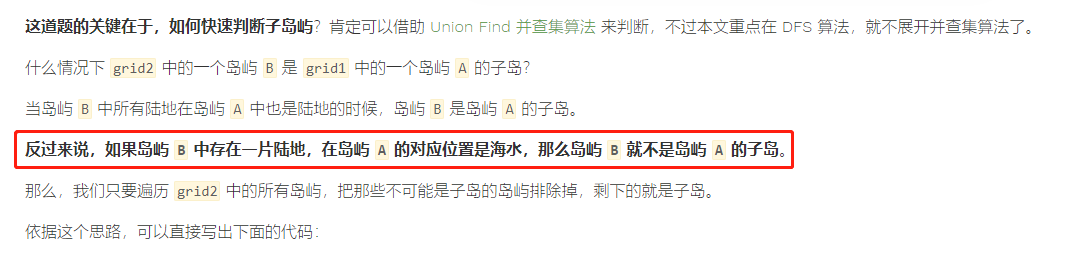 这道题的关键在于，如何快速判断子岛屿？肯定可以借助 Union Find 并查集算法 来判断，不过本文重点在 DFS 算法，就不展开并查集算法了。
什么情况下 grid2 中的一个岛屿 B 是 grid1 中的一个岛屿 A 的子岛？
当岛屿 B 中所有陆地在岛屿 A 中也是陆地的时候，岛屿 B 是岛屿 A 的子岛。
反过来说，如果岛屿 B 中存在一片陆地，在岛屿 A 的对应位置是海水，那么岛屿 B 就不是岛屿 A 的子岛。
那么，我们只要遍历 grid2 中的所有岛屿，把那些不可能是子岛的岛屿排除掉，剩下的就是子岛。
依据这个思路，可以直接写出下面的代码：